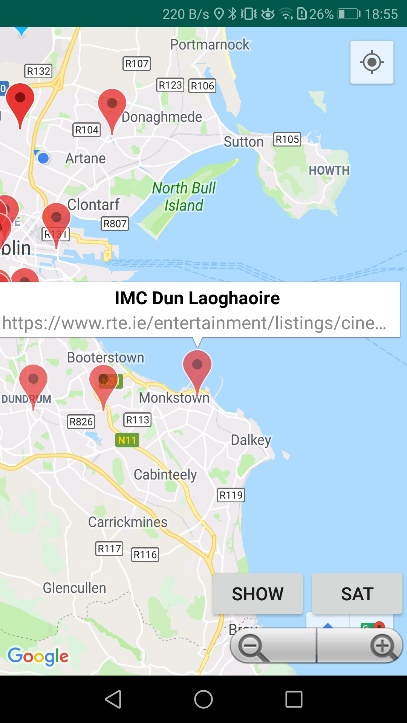 220 B/s 26% 18:55
Portmarnock
R132
R107
R123 R106
R104 Donaghmede
Sutton R105
Artane
HOWTH
North Bull
Island
Clontarf
R807
R131
blin
IMC Dun Laoghaoire
https://www.rte.ie/entertainment/listings/cine...
Booterstown
DUNDRUM
Monkstown
R826 R113
N11
Dalkey
Cabinteely
R119
Carrickmines
R117 R116
Glencullen
SHOW SAT
Google